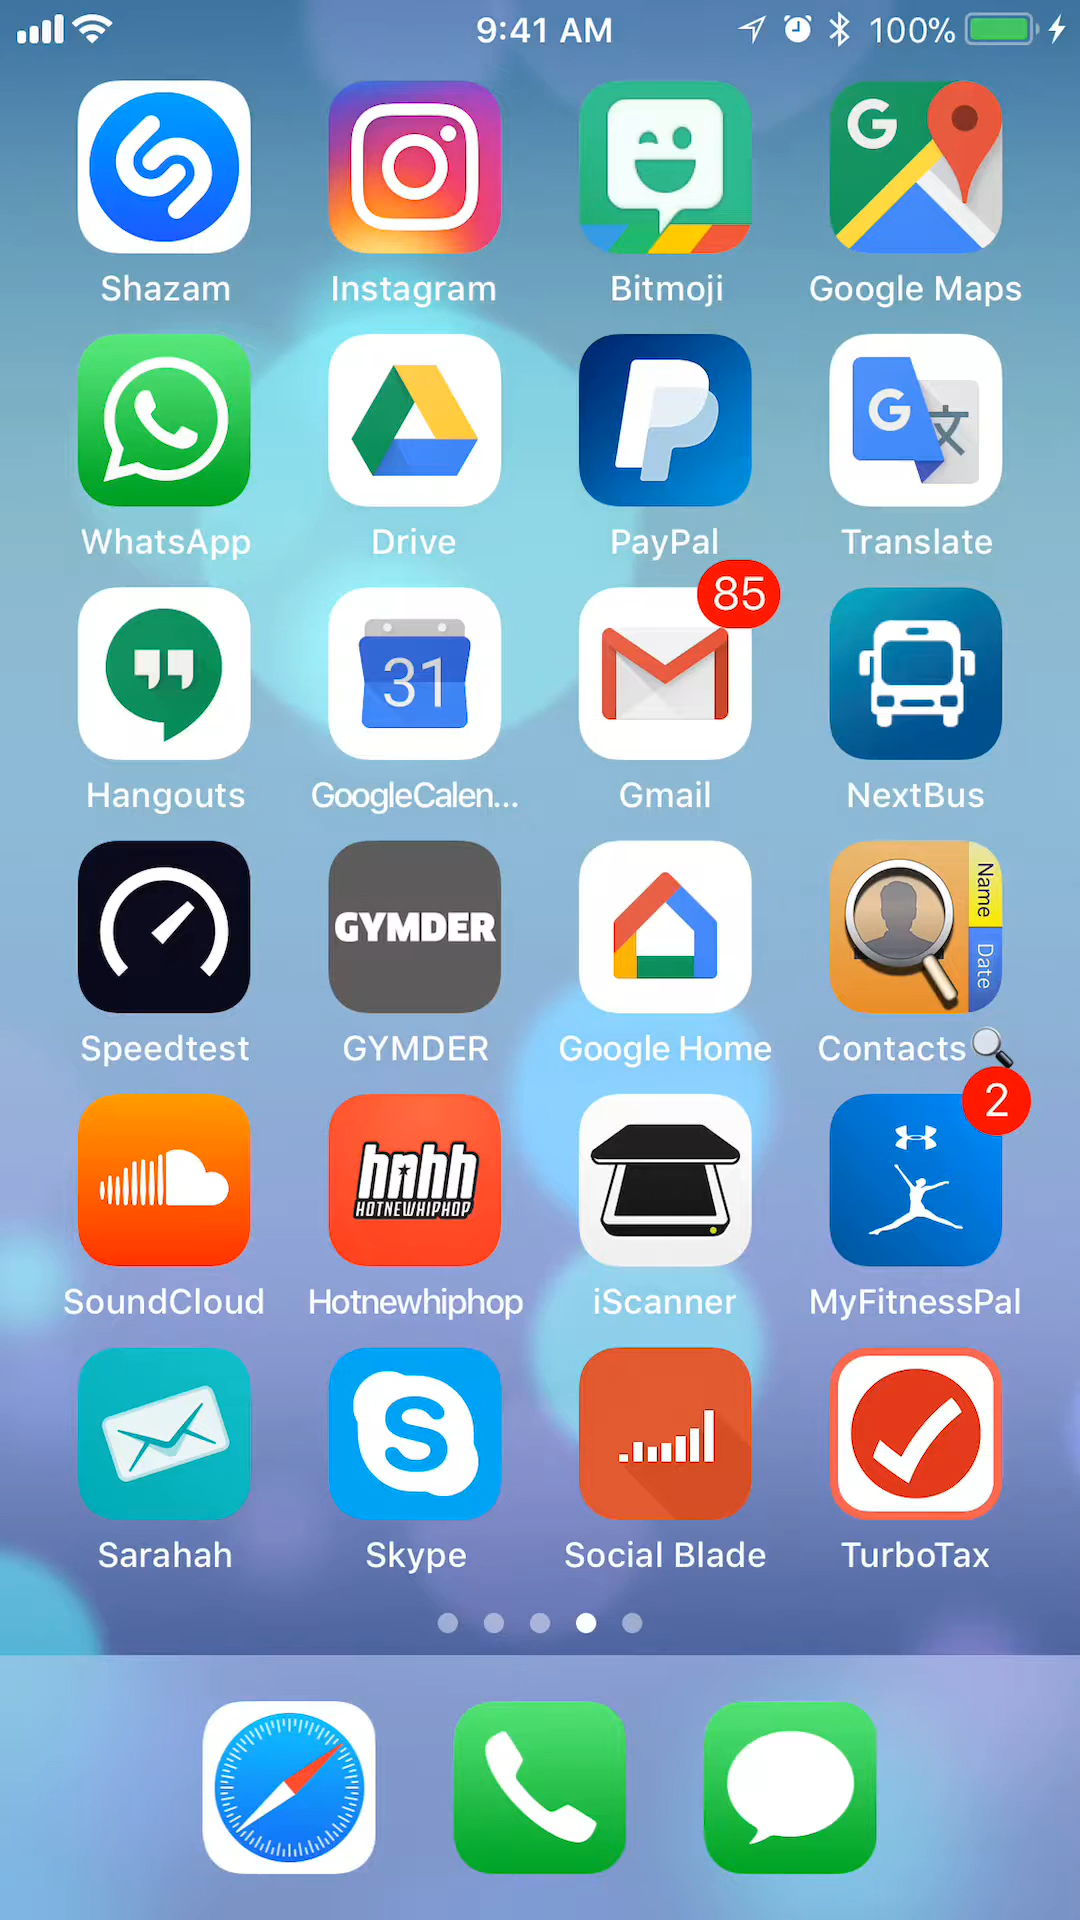 9:41 AM 100%
G
Shazam Instagram Bitmoji Google Maps
G 文
WhatsApp Drive PayPal Translate
85
31
Hangouts GoogleCalen... Gmail NextBus
Name
GYMDER
Date
Speedtest GYMDER Google Home Contacts
2
hnhh
HOTNEWHIPHOP
SoundCloud Hotnewhiphop iScanner MyFitnessPal
S
Sarahah Skype Social Blade TurboTax